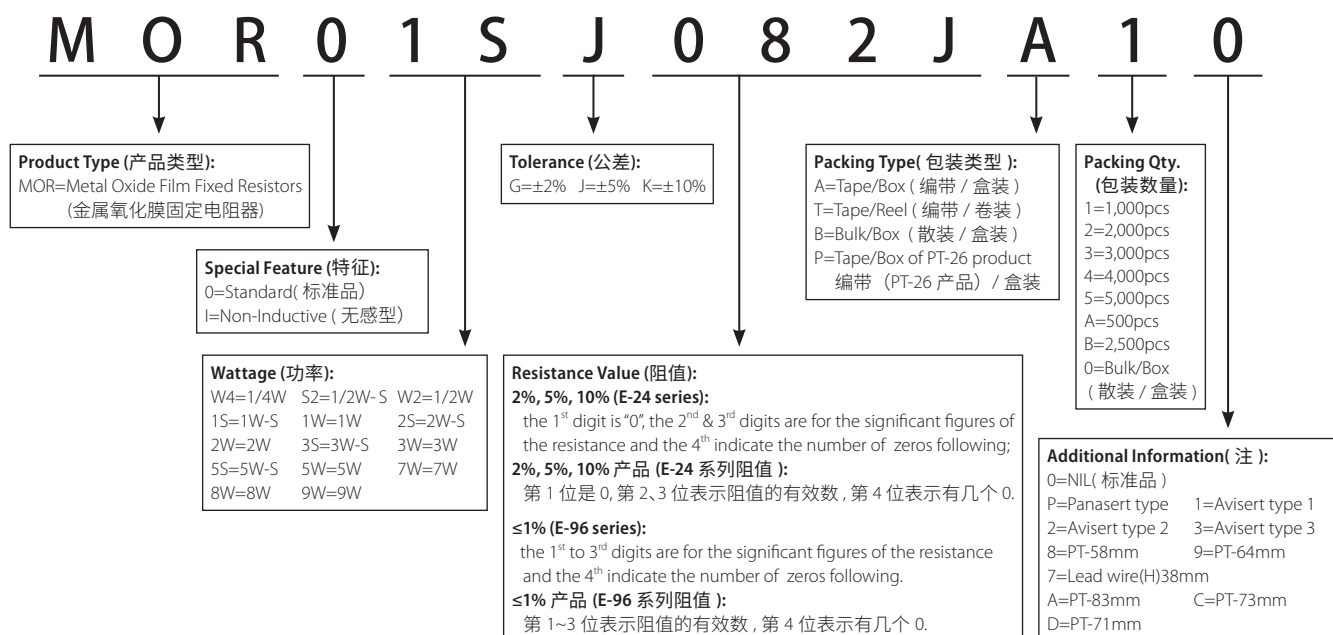 M O R 0 1 S J 0 8 2 J A 1 0
Product Type (产品类型):
MOR=Metal Oxide Film Fixed Resistors
(金属氧化膜固定电阻器)
Special Feature (特征):
0=Standard( 标准品）
I=Non-Inductive ( 无感型）
Wattage (功率):
W4=1/4W S2=1/2W-S W2=1/2W
1S=1W-S 1W=1W 2S=2W-S
2W=2W 3S=3W-S 3W=3W
5S=5W-S 5W=5W 7W=7W
8W=8W 9W=9W
Tolerance (公差):
G=±2% J=±5% K=±10%
Resistance Value (阻值):
2%, 5%, 10% (E-24 series):
the 1st digit is “0”, the 2nd & 3rd digits are for the significant figures of
the resistance and the 4th indicate the number of zeros following;
2%, 5%, 10% 产品 (E-24 系列阻值 ):
第 1 位是 0, 第 2、3 位表示阻值的有效数 , 第 4 位表示有几个 0.
≤1% (E-96 series):
the 1st to 3rd digits are for the significant figures of the resistance
and the 4th indicate the number of zeros following.
≤1% 产品 (E-96 系列阻值 ):
第 1~3 位表示阻值的有效数 , 第 4 位表示有几个 0.
Packing Type( 包装类型 ):
A=Tape/Box ( 编带 / 盒装 )
T=Tape/Reel ( 编带 / 卷装 )
B=Bulk/Box ( 散装 / 盒装 )
P=Tape/Box of PT-26 product
编带（PT-26 产品）/ 盒装
Packing Qty.
(包装数量):
1=1,000pcs
2=2,000pcs
3=3,000pcs
4=4,000pcs
5=5,000pcs
A=500pcs
B=2,500pcs
0=Bulk/Box
( 散装 / 盒装 )
Additional Information( 注 ):
0=NIL( 标准品 )
P=Panasert type 1=Avisert type 1
2=Avisert type 2 3=Avisert type 3
8=PT-58mm 9=PT-64mm
7=Lead wire(H)38mm
A=PT-83mm C=PT-73mm
D=PT-71mm